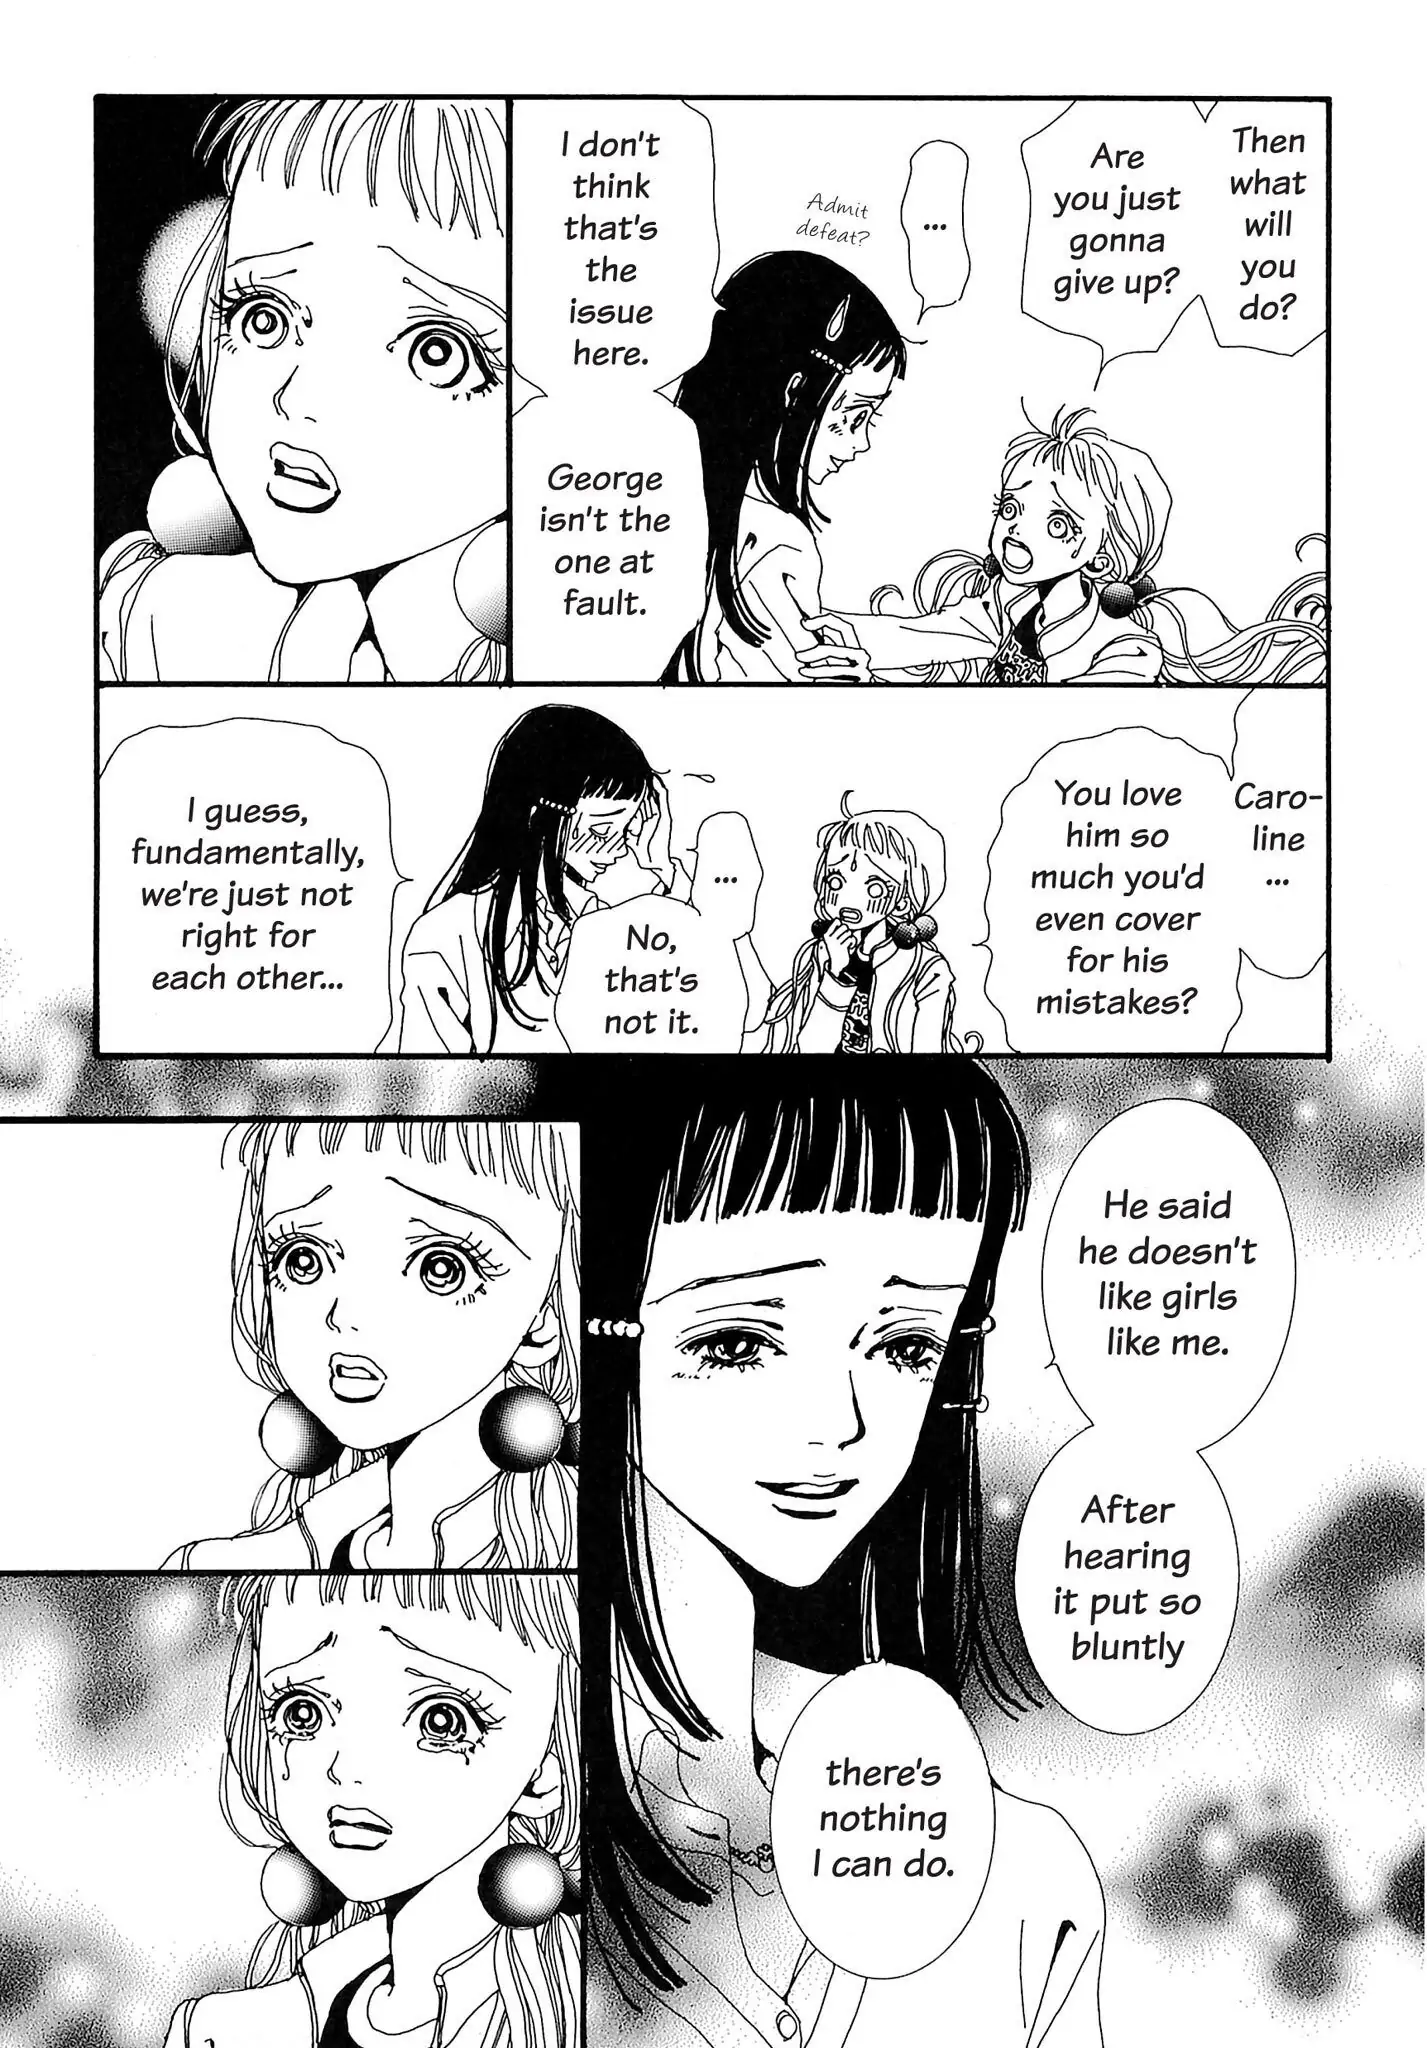 Then
what
will
you
do?
Are
you just
gonna
give up?
...
Admit
defeat?
I don't
think
that's
the
issue
here.
George
isn't the
one at
fault.
Caro-
line
...
You love
him so
much you'd
even cover
for his
mistakes?
...
No,
that's
not it.
I guess,
fundamentally,
we're just not
right for
each other...
He said
he doesn't
like girls
like me.
After
hearing
it put so
bluntly
there's
nothing
I can do.